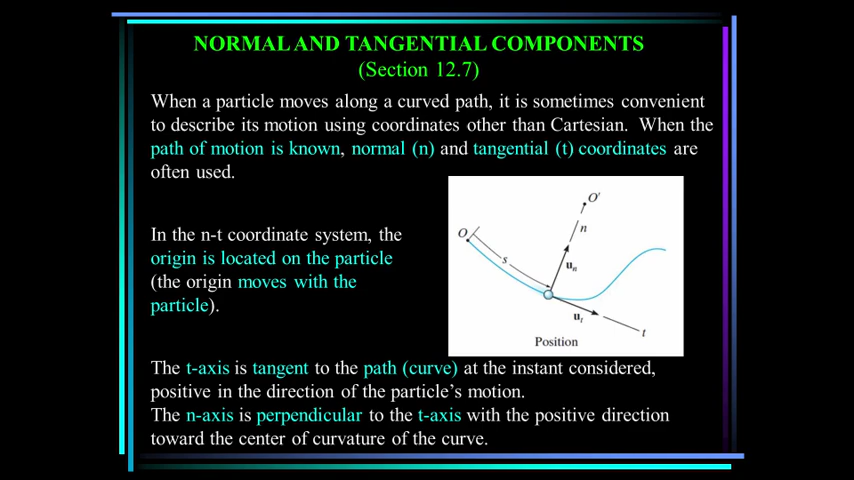 NORMAL AND TANGENTIAL COMPONENTS
(Section 12.7)
When a particle moves along a curved path, it is sometimes convenient
to describe its motion using coordinates other than Cartesian. When the
path of motion is known, normal (n) and tangential (t) coordinates are
often used.
In the n-t coordinate system, the
origin is located on the particle
(the origin moves with the
particle).
O'
n
O
s
un
ut
t
Position
The t-axis is tangent to the path (curve) at the instant considered,
positive in the direction of the particle’s motion.
The n-axis is perpendicular to the t-axis with the positive direction
toward the center of curvature of the curve.